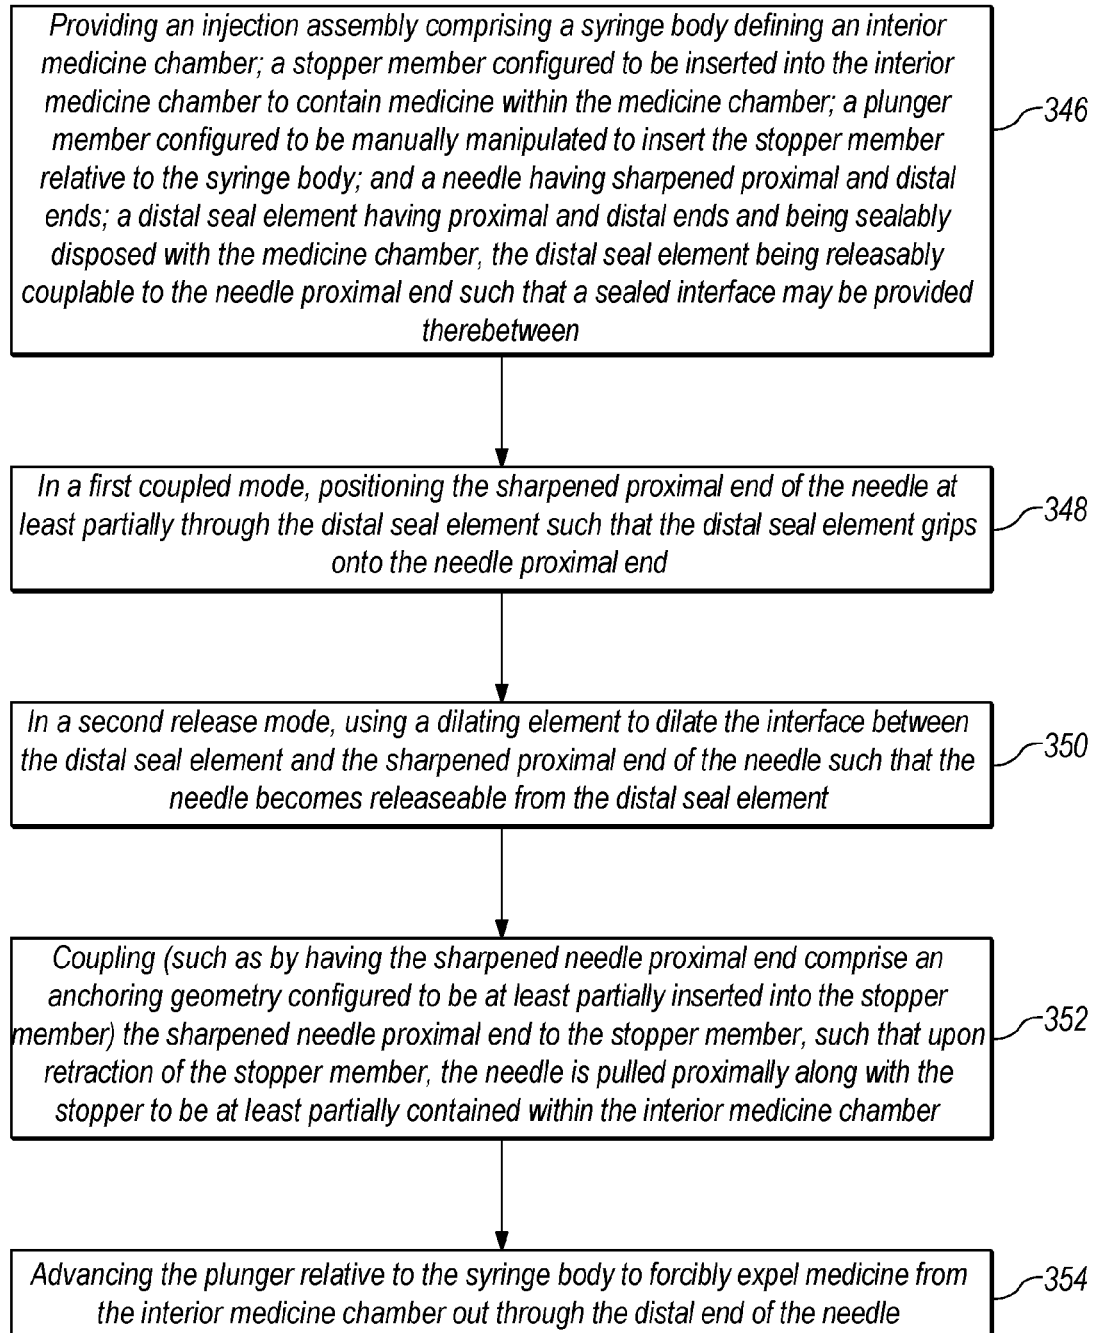 Providing an injection assembly comprising a syringe body defining an interior
medicine chamber; a stopper member configured to be inserted into the interior
medicine chamber to contain medicine within the medicine chamber; a plunger
member configured to be manually manipulated to insert the stopper member
relative to the syringe body; and a needle having sharpened proximal and distal
ends; a distal seal element having proximal and distal ends and being sealably
disposed with the medicine chamber, the distal seal element being releasably
couplable to the needle proximal end such that a sealed interface may be provided
therebetween
346
In a first coupled mode, positioning the sharpened proximal end of the needle at
least partially through the distal seal element such that the distal seal element grips
onto the needle proximal end
348
In a second release mode, using a dilating element to dilate the interface between
the distal seal element and the sharpened proximal end of the needle such that the
needle becomes releaseable from the distal seal element
350
Coupling (such as by having the sharpened needle proximal end comprise an
anchoring geometry configured to be at least partially inserted into the stopper
member) the sharpened needle proximal end to the stopper member, such that upon
retraction of the stopper member, the needle is pulled proximally along with the
stopper to be at least partially contained within the interior medicine chamber
352
Advancing the plunger relative to the syringe body to forcibly expel medicine from
the interior medicine chamber out through the distal end of the needle
354